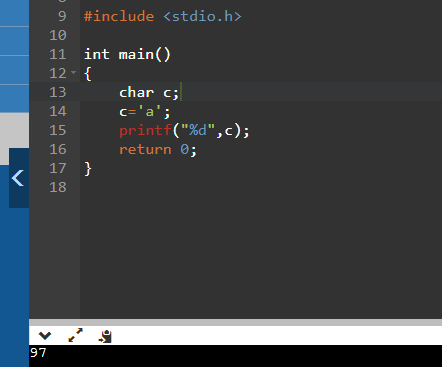 9 #include <stdio.h>
10
11 int main()
12 {
13 char c;
14 c='a';
15 printf("%d",c);
16 return 0;
17 }
18
97